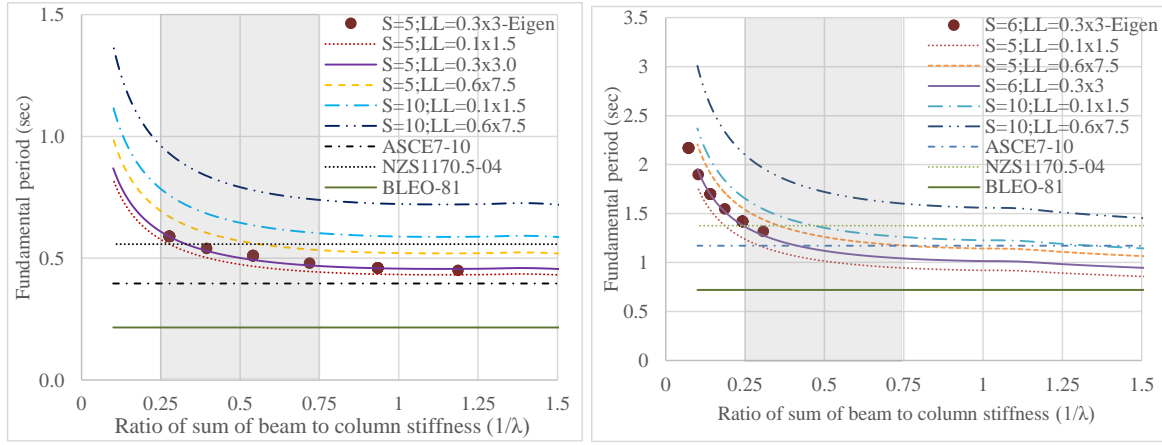 1.5
1.0
0.5
0.0
Fundamental period (sec)
S=5;LL=0.3x3-Eigen
S=5;LL=0.1x1.5
S=5;LL=0.3x3.0
S=5;LL=0.6x7.5
S=10;LL=0.1x1.5
S=10;LL=0.6x7.5
ASCE7-10
NZS1170.5-04
BLEO-81
0 0.25 0.5 0.75 1 1.25 1.5
Ratio of sum of beam to column stiffness (1/λ)
3.5
3
2.5
2
1.5
1
0.5
0
Fundamental period (sec)
S=6;LL=0.3x3-Eigen
S=5;LL=0.1x1.5
S=5;LL=0.6x7.5
S=6;LL=0.3x3
S=10;LL=0.1x1.5
S=10;LL=0.6x7.5
ASCE7-10
NZS1170.5-04
BLEO-81
0 0.25 0.5 0.75 1 1.25 1.5
Ratio of sum of beam to column stiffness (1/λ)